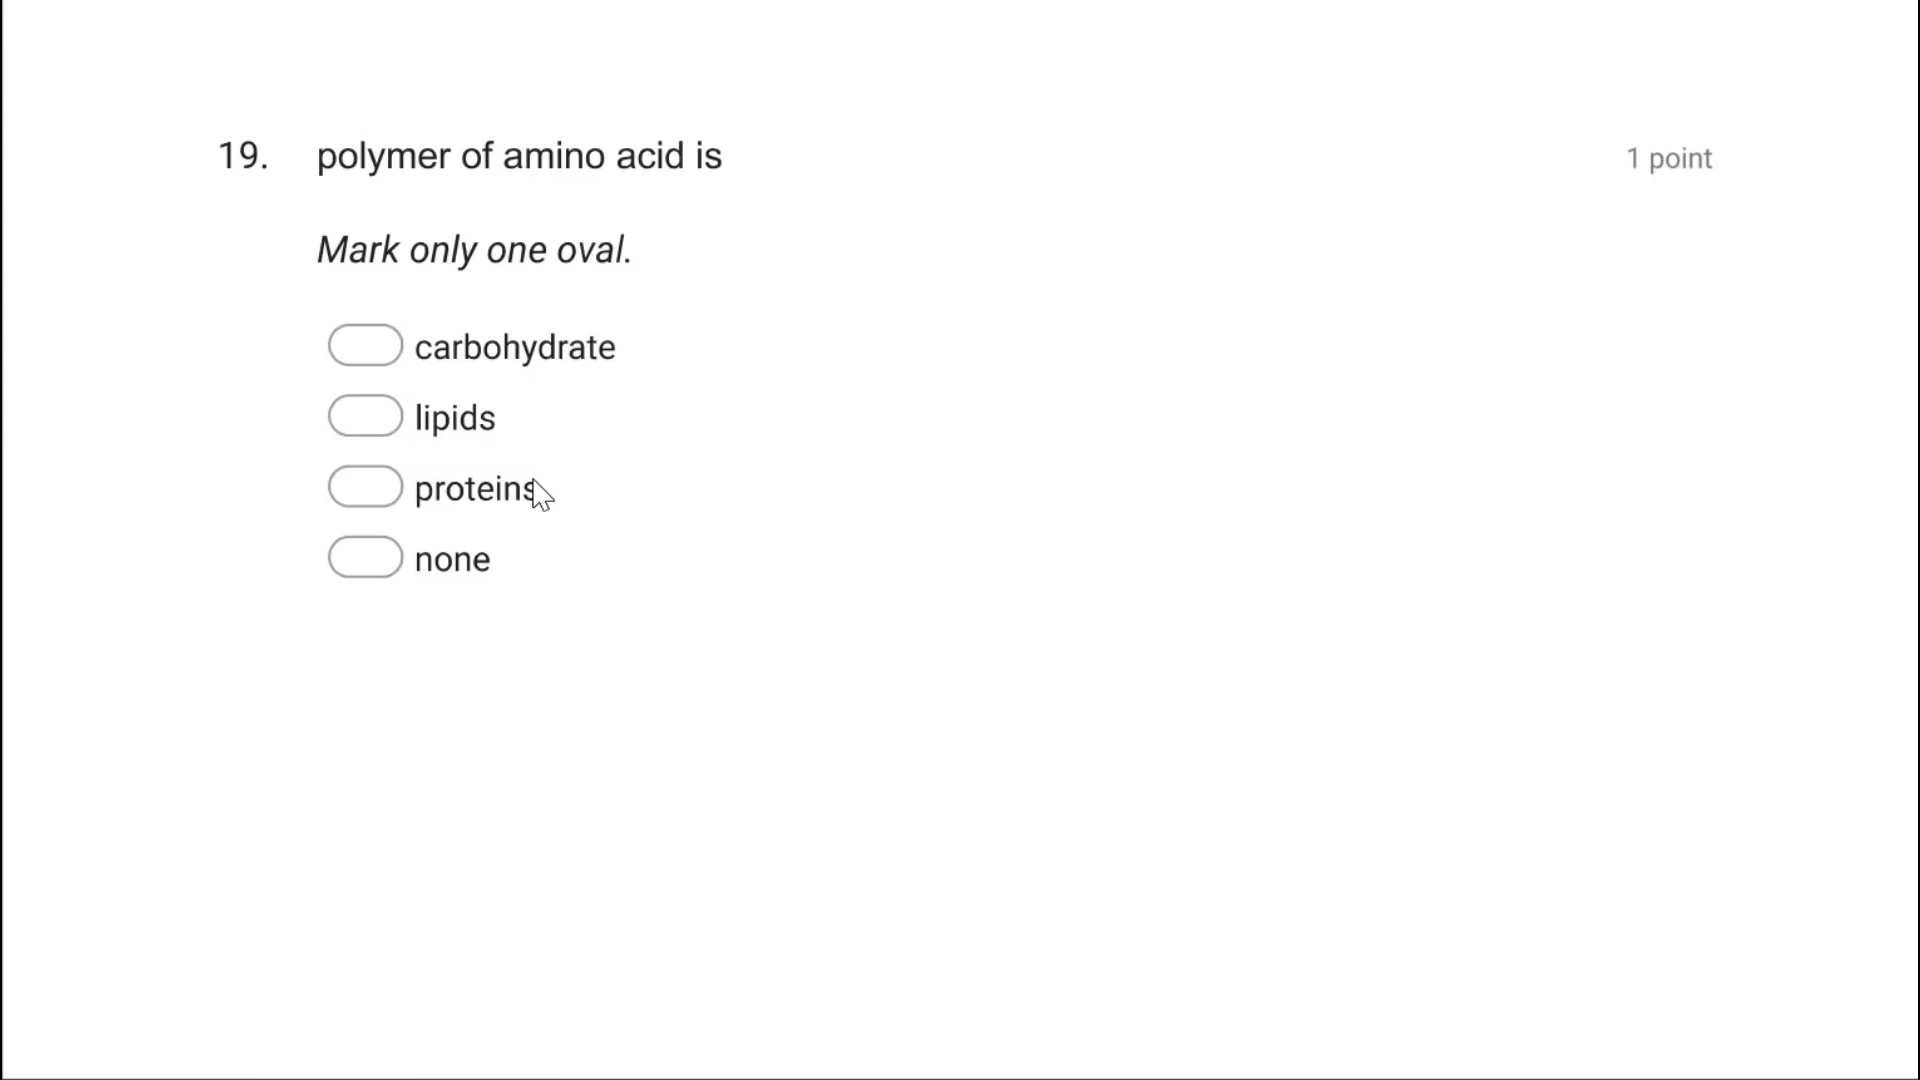 19. polymer of amino acid is 1 point
Mark only one oval.
carbohydrate
lipids
proteins
none